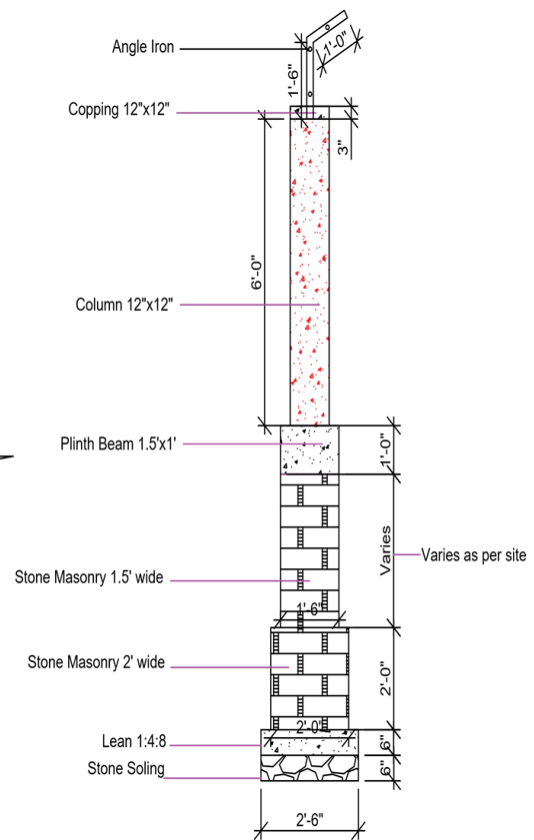 Angle Iron
1'-0"
1'-6"
Copping 12"x12"
3"
6'-0"
Column 12"x12"
Plinth Beam 1.5'x1'
1'-0"
Varies
Varies as per site
Stone Masonry 1.5' wide
1'-6"
Stone Masonry 2' wide
2'-0"
2'-0"
Lean 1:4:8
6"
Stone Soling
6"
2'-6"